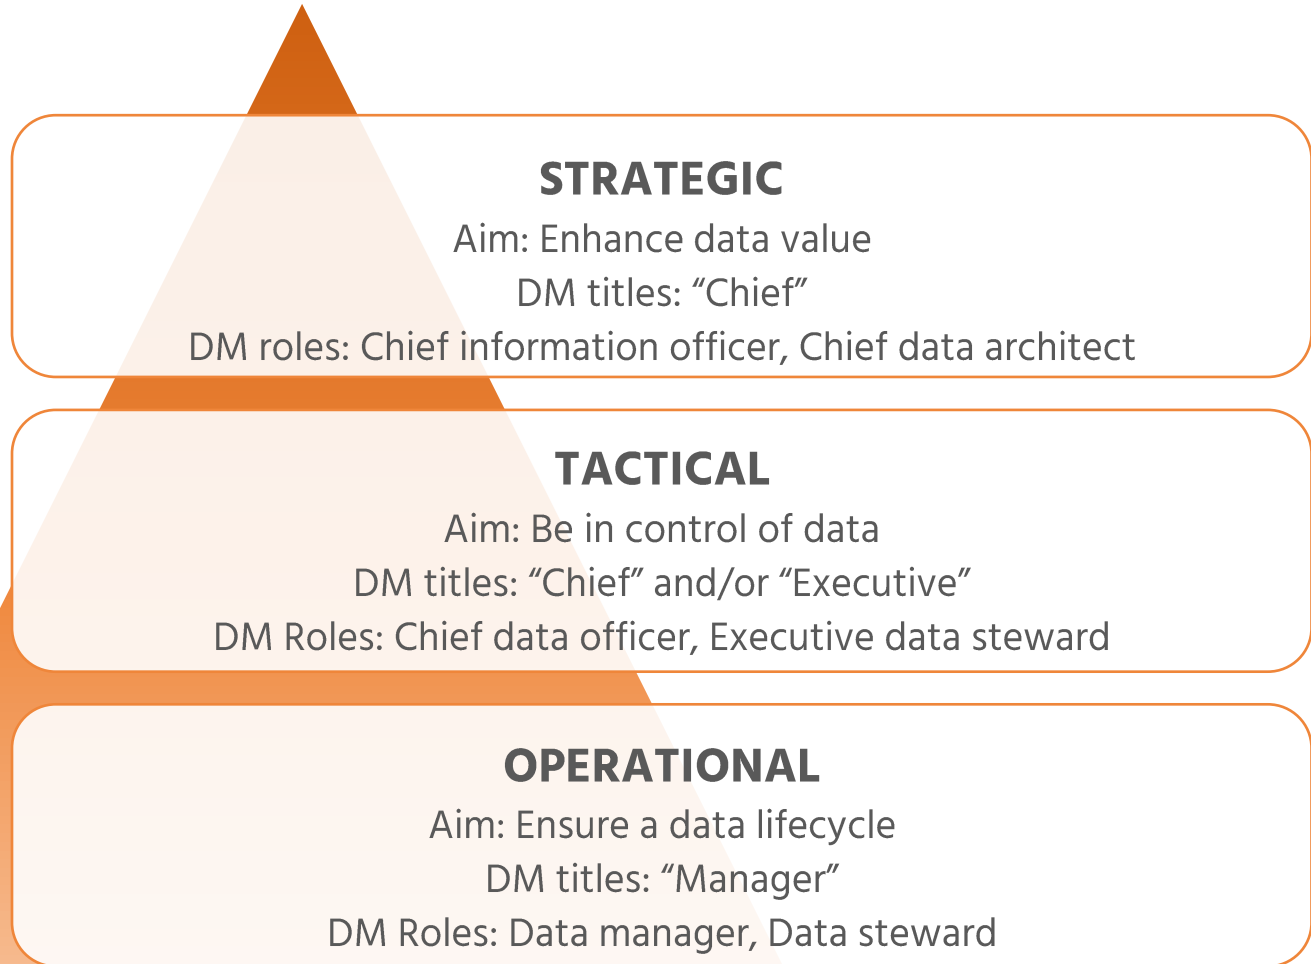 STRATEGIC
Aim: Enhance data value
DM titles: “Chief”
DM roles: Chief information officer, Chief data architect
TACTICAL
Aim: Be in control of data
DM titles: “Chief” and/or “Executive”
DM Roles: Chief data officer, Executive data steward
OPERATIONAL
Aim: Ensure a data lifecycle
DM titles: “Manager”
DM Roles: Data manager, Data steward